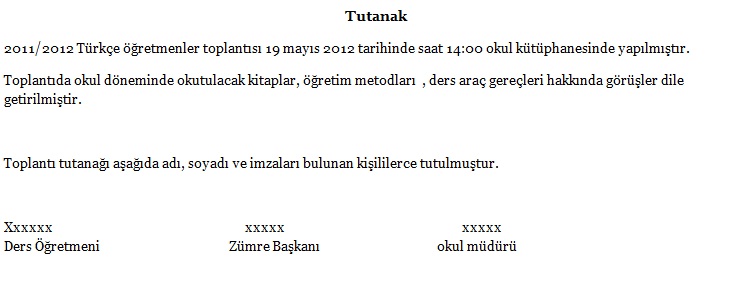 Tutanak
2011/2012 Türkçe öğretmenler toplantısı 19 mayıs 2012 tarihinde saat 14:00 okul kütüphanesinde yapılmıştır.
Toplantıda okul döneminde okutulacak kitaplar, öğretim metodları , ders araç gereçleri hakkında görüşler dile
getirilmiştir.
Toplantı tutanağı aşağıda adı, soyadı ve imzaları bulunan kişililerce tutulmuştur.
Xxxxxx xxxxx xxxxx
Ders Öğretmeni Zümre Başkanı okul müdürü